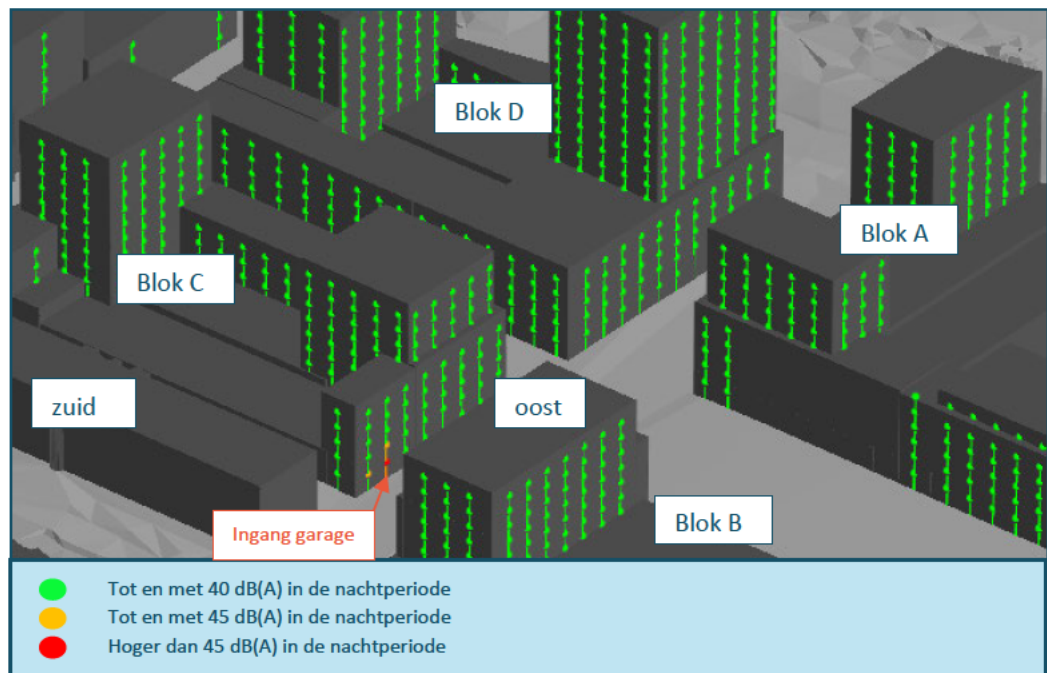 Blok D
Blok A
Blok C
zuid
oost
Blok B
Ingang garage
Tot en met 40 dB(A) in de nachtperiode
Tot en met 45 dB(A) in de nachtperiode
Hoger dan 45 dB(A) in de nachtperiode